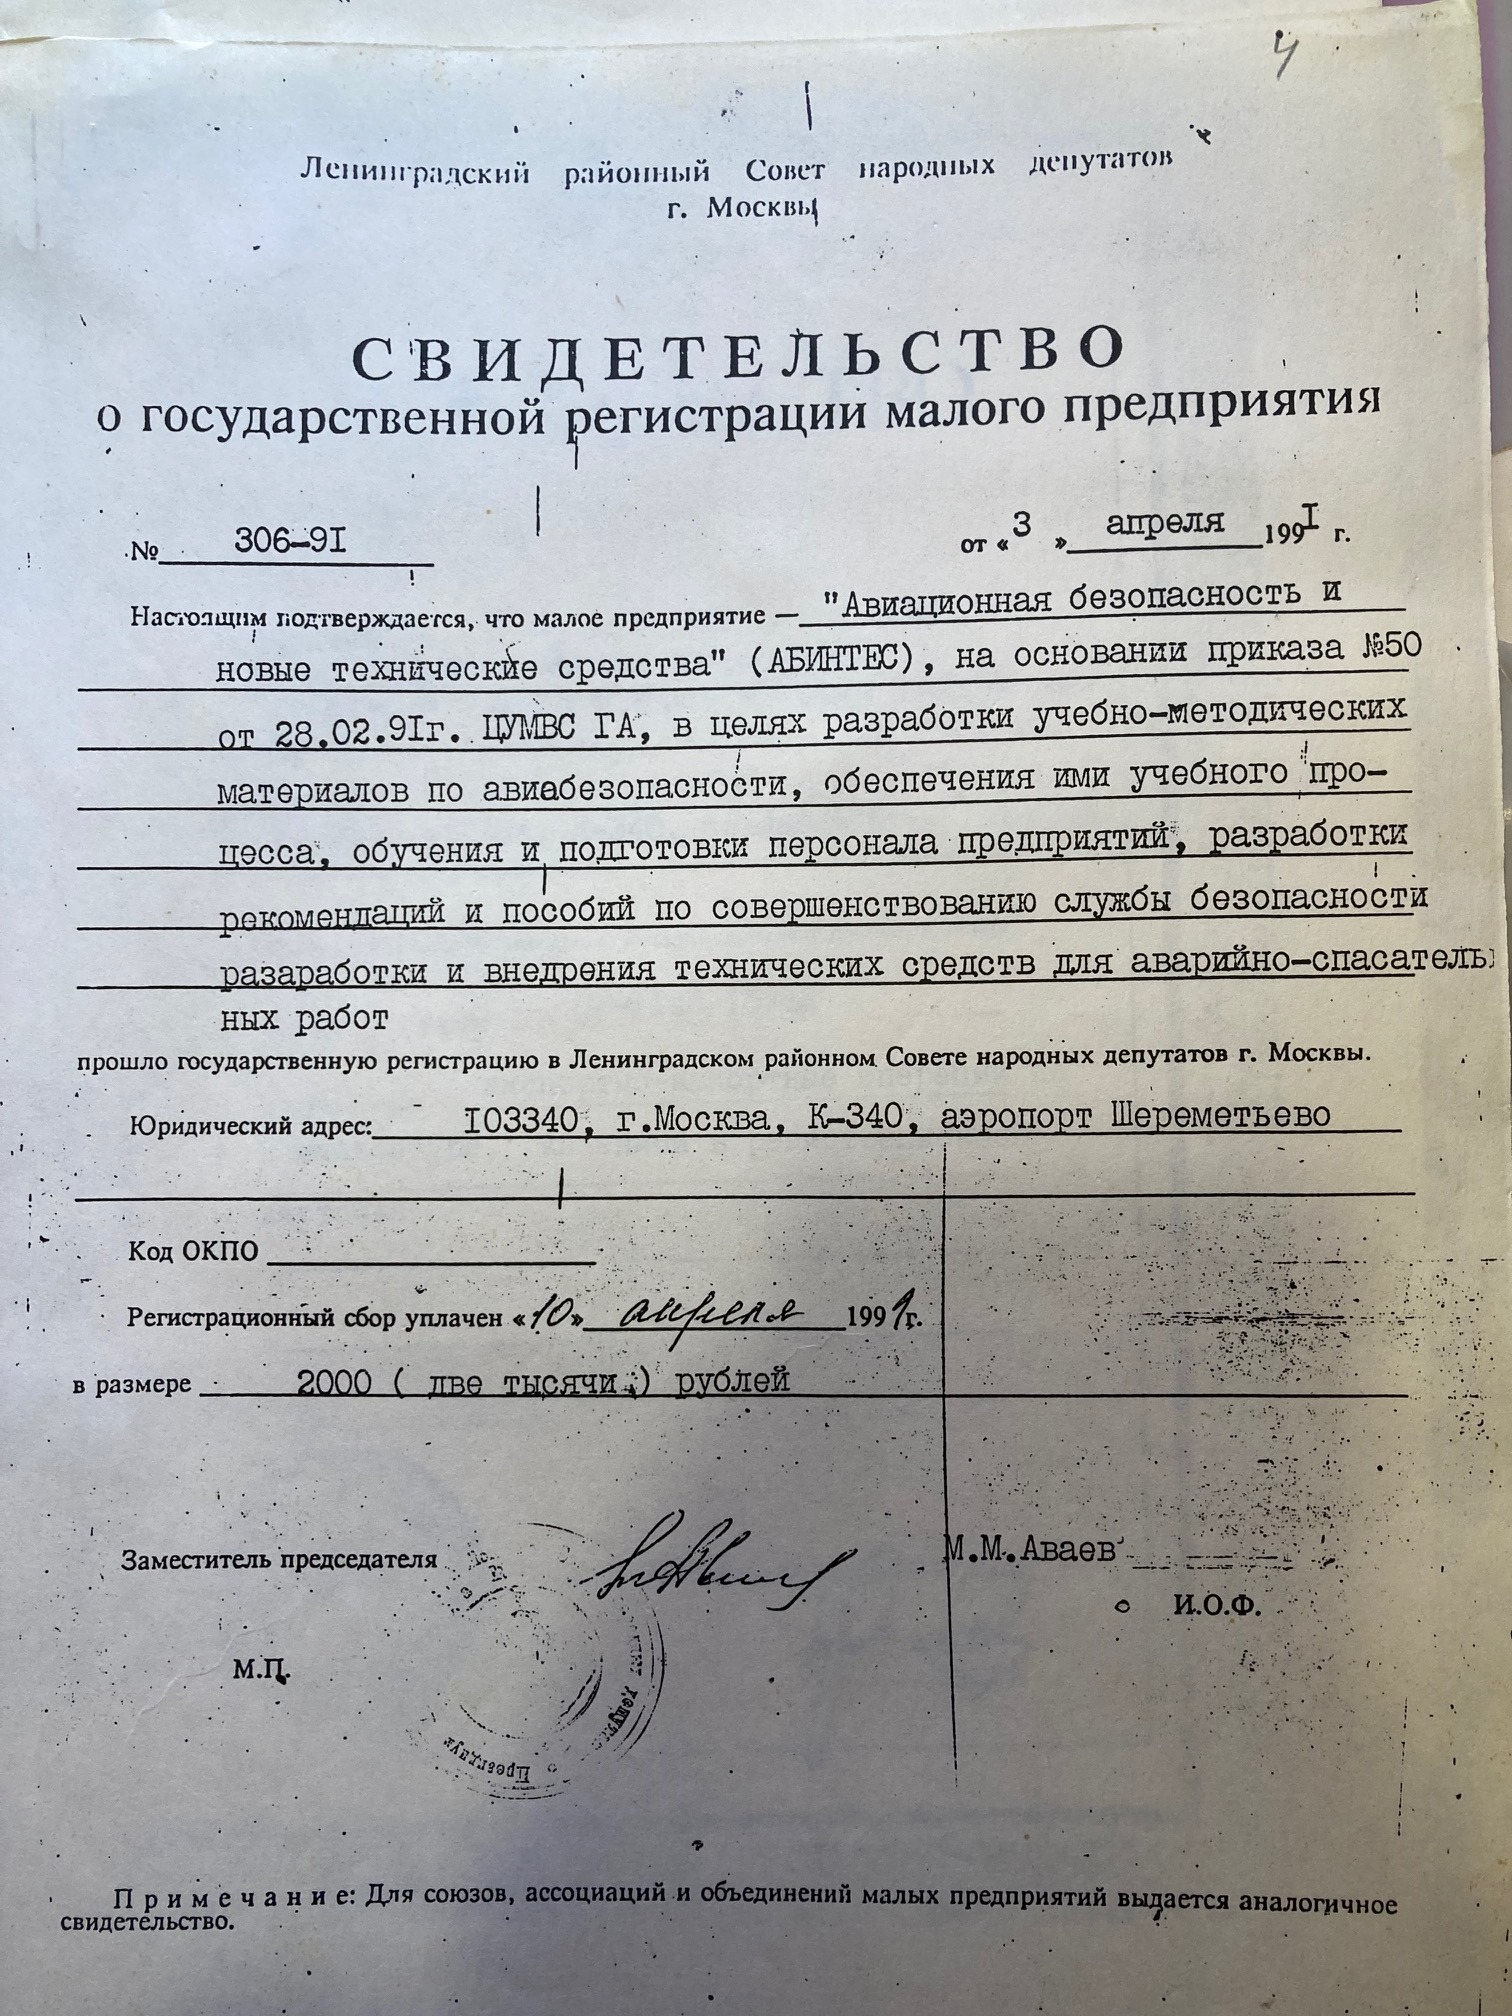 4
Ленинградский районный Совет народных депутатов
г. Москвы
СВИДЕТЕЛЬСТВО
о государственной регистрации малого предприятия
№ 306-9I
от «3» апреля 199I г.
Настоящим подтверждается, что малое предприятие — "Авиационная безопасность и
новые технические средства" (АБИНТЕС), на основании приказа №50
от 28.02.9Iг. ЦУМВС ГА, в целях разработки учебно-методических
материалов по авиабезопасности, обеспечения ими учебного про-
цесса, обучения и подготовки персонала предприятий, разработки
рекомендаций и пособий по совершенствованию службы безопасности
разаработки и внедрения технических средств для аварийно-спасатель
ных работ
прошло государственную регистрацию в Ленинградском районном Совете народных депутатов г. Москвы.
Юридический адрес: I03340, г.Москва, К-340, аэропорт Шереметьево
Код ОКПО
Регистрационный сбор уплачен «10» апреля 1991г.
в размере 2000 ( две тысячи ) рублей
Заместитель председателя
М.М.Аваев
И.О.Ф.
М.П.
Примечание: Для союзов, ассоциаций и объединений малых предприятий выдается аналогичное
свидетельство.